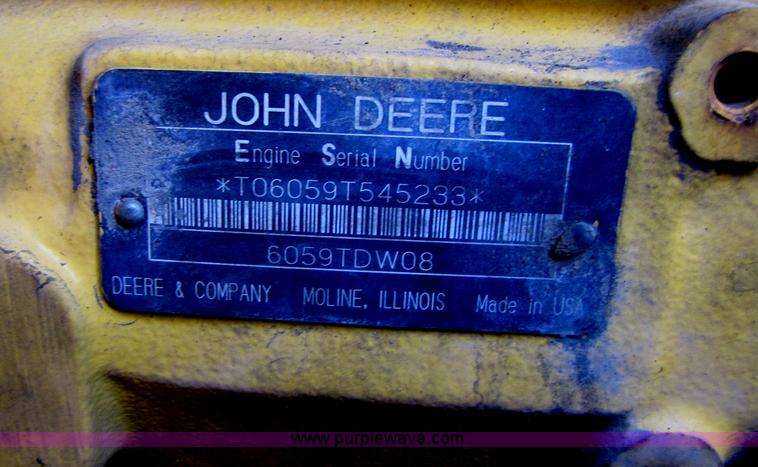 JOHN DEERE
Engine Serial Number
*T06059T545233*
6059TDW08
DEERE & COMPANY MOLINE, ILLINOIS Made in USA
www.purplewave.com